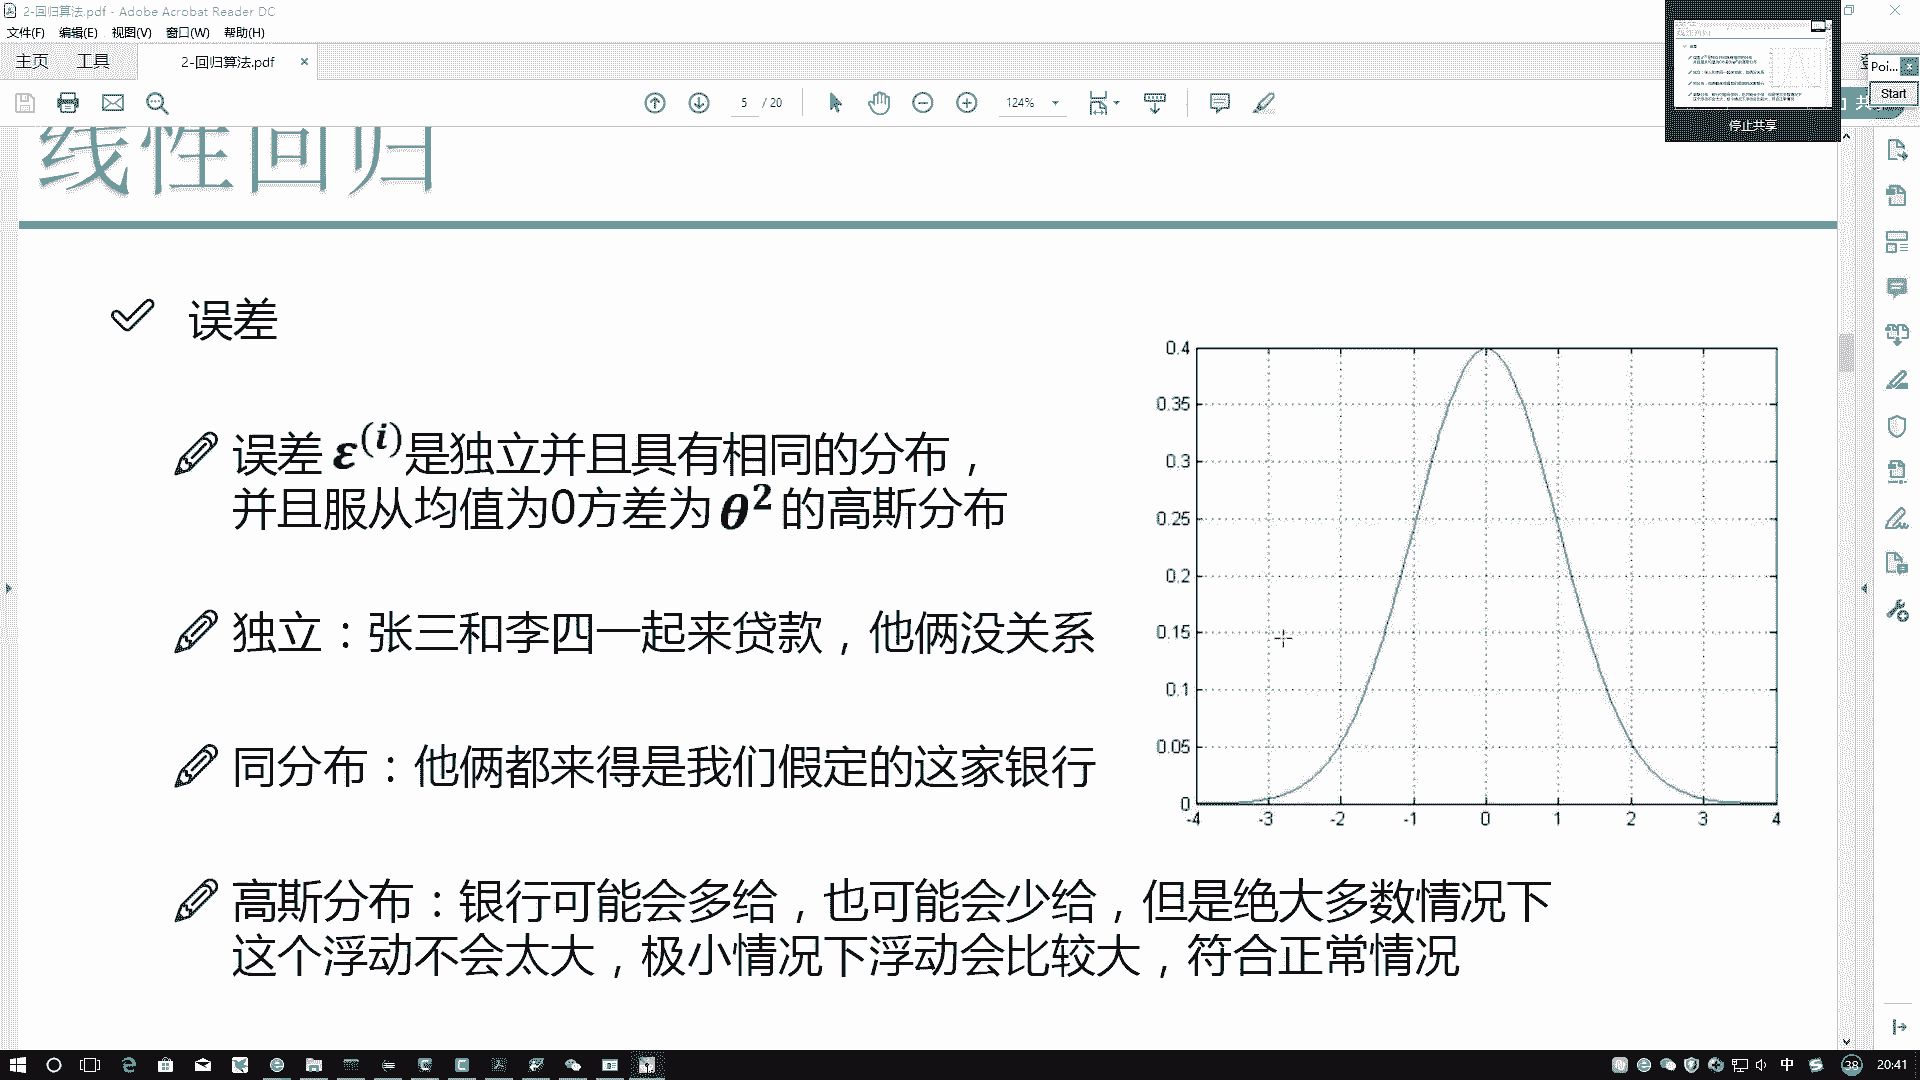 2-回归算法.pdf - Adobe Acrobat Reader DC
文件(F) 编辑(E) 视图(V) 窗口(W) 帮助(H)
主页 工具 2-回归算法.pdf ×
5 / 20 124%
Poi... Start
停止共享
线性回归
误差
误差 ε⁽ⁱ⁾是独立并且具有相同的分布，
并且服从均值为0方差为 θ² 的高斯分布
独立：张三和李四一起来贷款，他俩没关系
同分布：他俩都来得是我们假定的这家银行
高斯分布：银行可能会多给，也可能会少给，但是绝大多数情况下
这个浮动不会太大，极小情况下浮动会比较大，符合正常情况
0.4
0.35
0.3
0.25
0.2
0.15
0.1
0.05
0
-4 -3 -2 -1 0 1 2 3 4
中 38 20:41